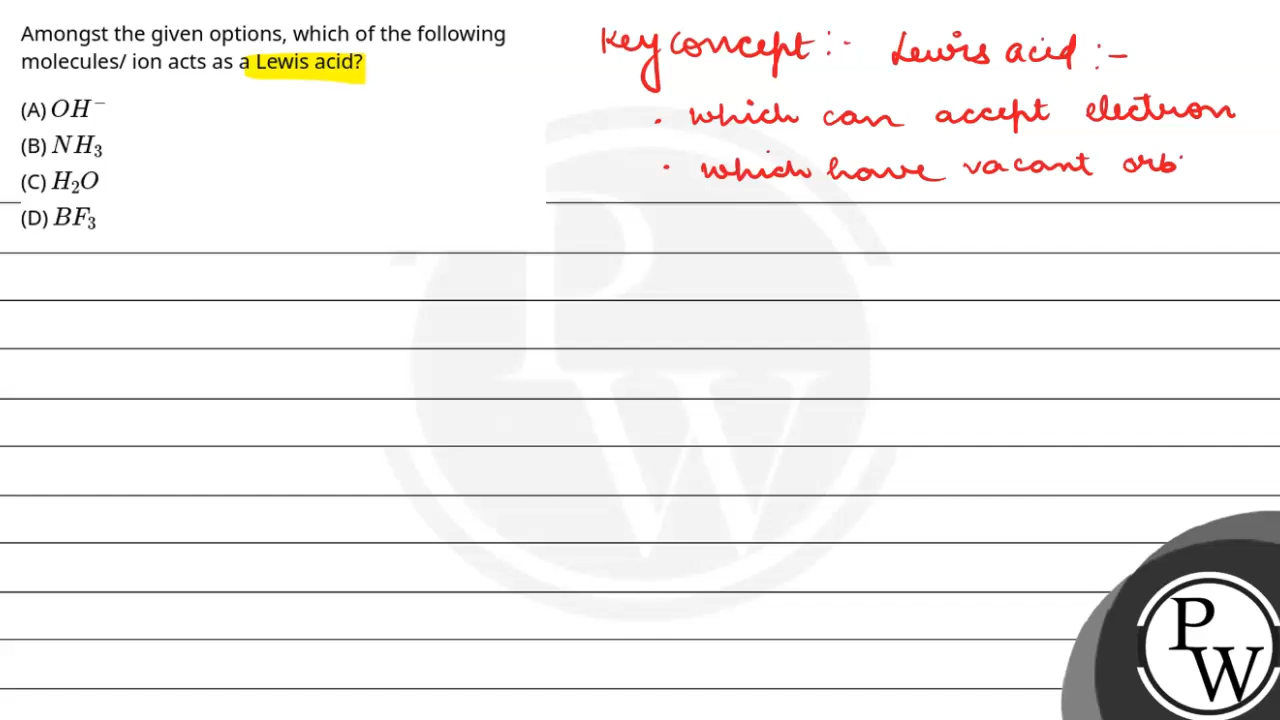 Amongst the given options, which of the following
molecules/ ion acts as a Lewis acid?
(A) OH⁻
(B) NH₃
(C) H₂O
(D) BF₃
Key concept :- Lewis acid :-
. which can accept electron
. which have vacant orb
P
W
P
W